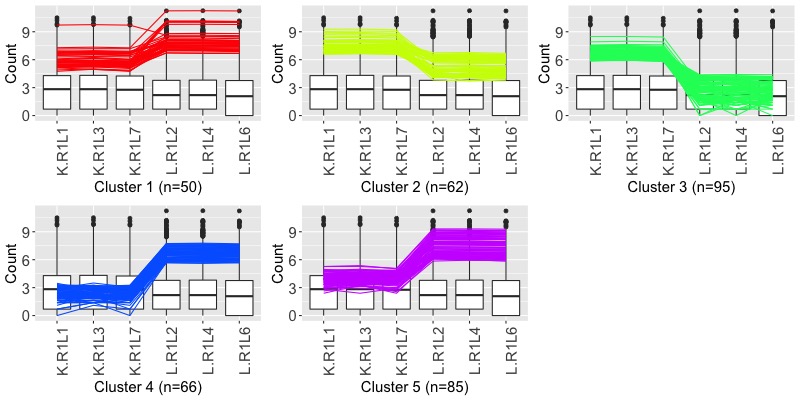 Count
9
6
3
0
K.R1L1
K.R1L3
K.R1L7
L.R1L2
L.R1L4
L.R1L6
Cluster 1 (n=50)
Count
9
6
3
0
K.R1L1
K.R1L3
K.R1L7
L.R1L2
L.R1L4
L.R1L6
Cluster 2 (n=62)
Count
9
6
3
0
K.R1L1
K.R1L3
K.R1L7
L.R1L2
L.R1L4
L.R1L6
Cluster 3 (n=95)
Count
9
6
3
0
K.R1L1
K.R1L3
K.R1L7
L.R1L2
L.R1L4
L.R1L6
Cluster 4 (n=66)
Count
9
6
3
0
K.R1L1
K.R1L3
K.R1L7
L.R1L2
L.R1L4
L.R1L6
Cluster 5 (n=85)